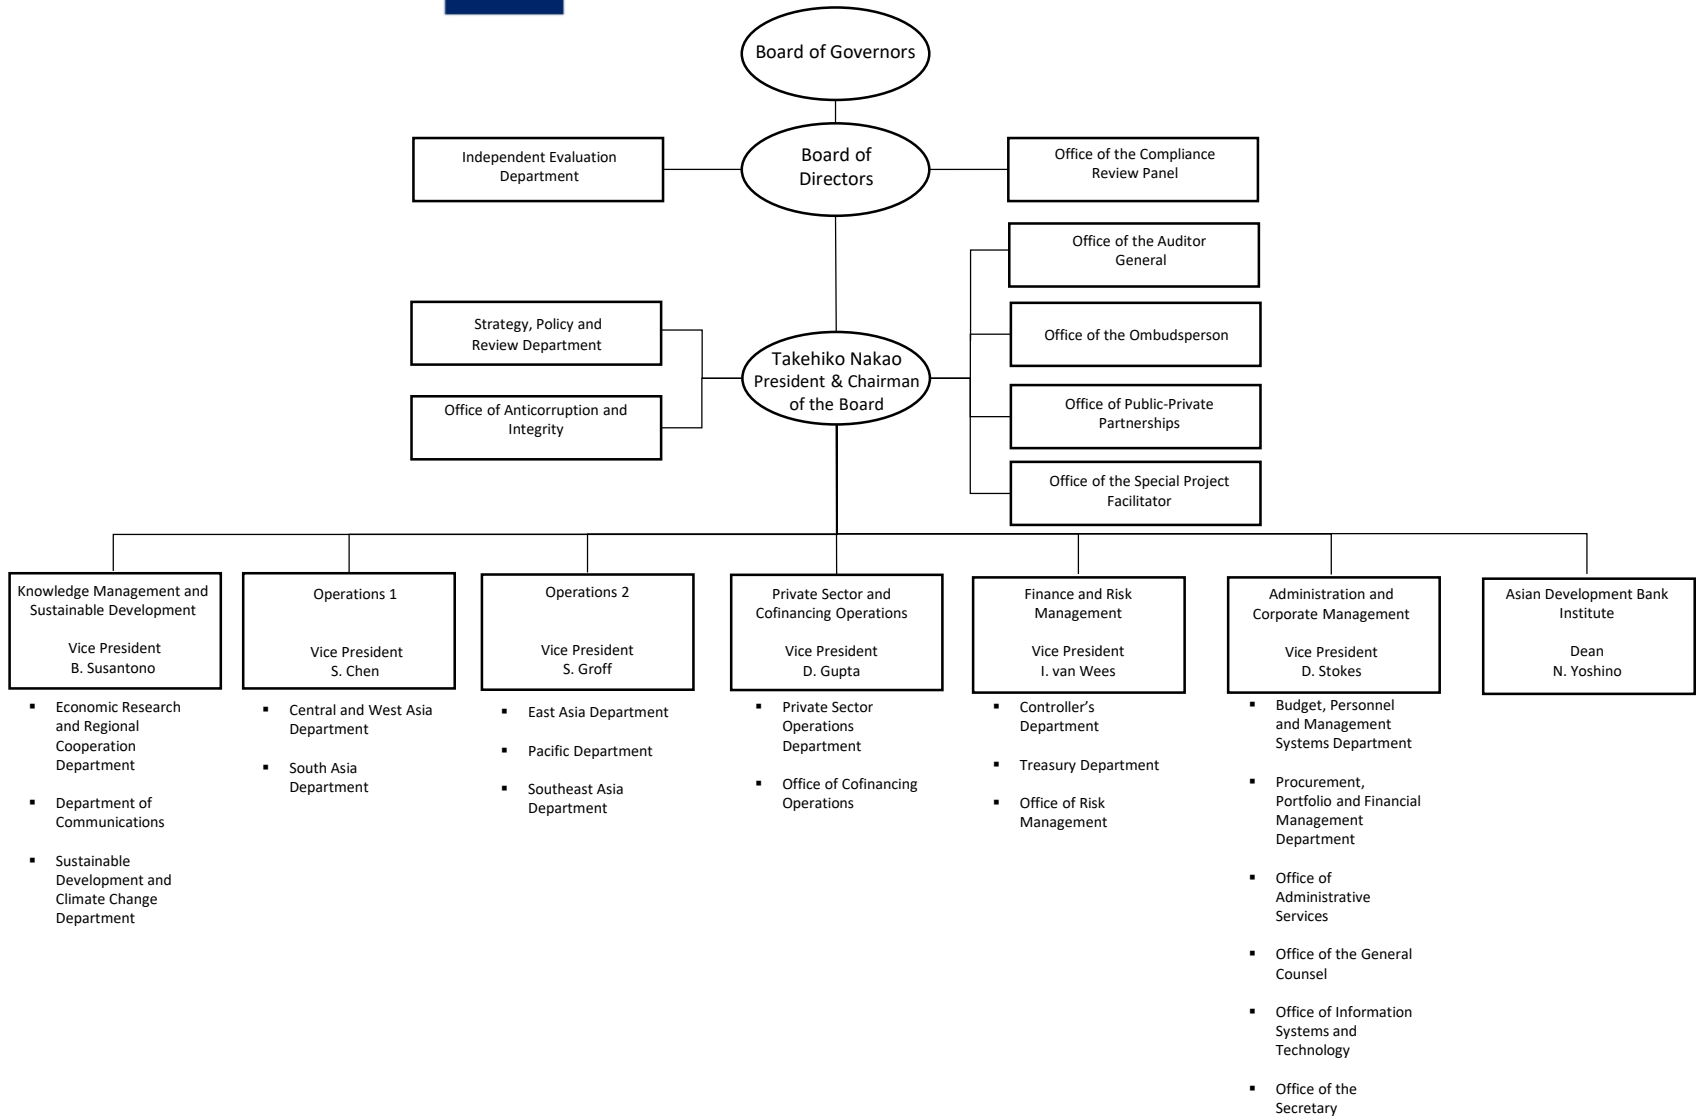 Board of Governors
Independent Evaluation
Department
Board of
Directors
Office of the Compliance
Review Panel
Office of the Auditor
General
Strategy, Policy and
Review Department
Office of the Ombudsperson
Takehiko Nakao
President & Chairman
of the Board
Office of Anticorruption and
Integrity
Office of Public-Private
Partnerships
Office of the Special Project
Facilitator
Knowledge Management and
Sustainable Development
Vice President
B. Susantono
▪ Economic Research
and Regional
Cooperation
Department
▪ Department of
Communications
▪ Sustainable
Development and
Climate Change
Department
Operations 1
Vice President
S. Chen
▪ Central and West Asia
Department
▪ South Asia
Department
Operations 2
Vice President
S. Groff
▪ East Asia Department
▪ Pacific Department
▪ Southeast Asia
Department
Private Sector and
Cofinancing Operations
Vice President
D. Gupta
▪ Private Sector
Operations
Department
▪ Office of Cofinancing
Operations
Finance and Risk
Management
Vice President
I. van Wees
▪ Controller’s
Department
▪ Treasury Department
▪ Office of Risk
Management
Administration and
Corporate Management
Vice President
D. Stokes
▪ Budget, Personnel
and Management
Systems Department
▪ Procurement,
Portfolio and Financial
Management
Department
▪ Office of
Administrative
Services
▪ Office of the General
Counsel
▪ Office of Information
Systems and
Technology
▪ Office of the
Secretary
Asian Development Bank
Institute
Dean
N. Yoshino